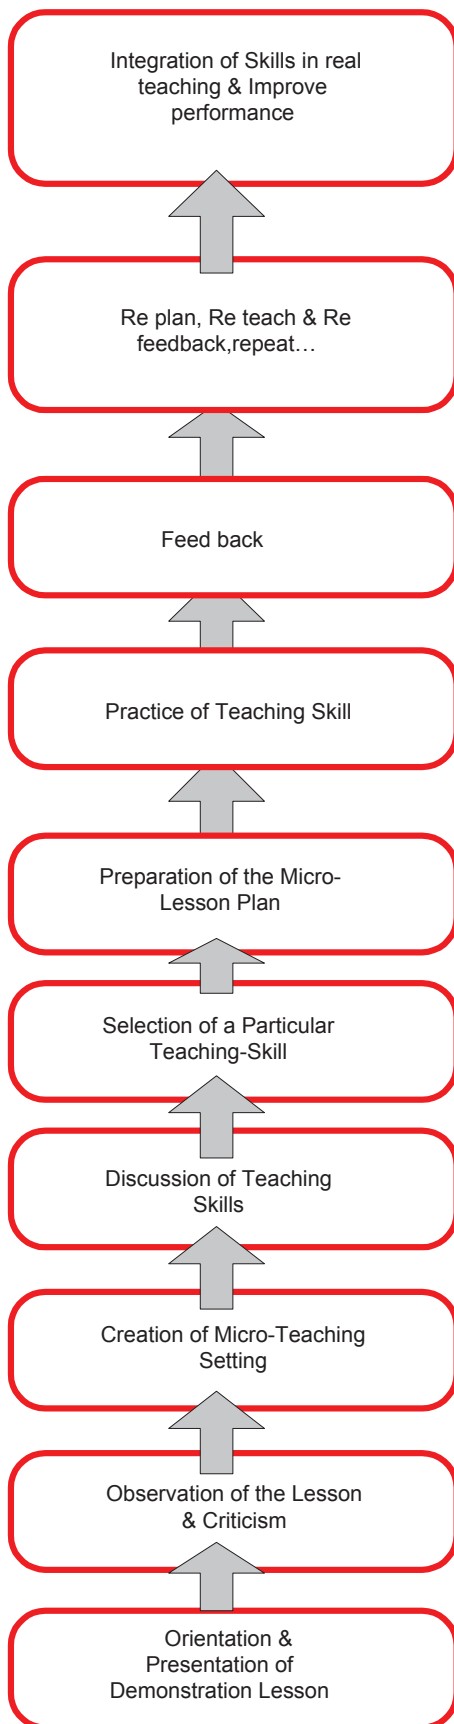 Integration of Skills in real
teaching & Improve
performance
Re plan, Re teach & Re
feedback,repeat...
Feed back
Practice of Teaching Skill
Preparation of the Micro-
Lesson Plan
Selection of a Particular
Teaching-Skill
Discussion of Teaching
Skills
Creation of Micro-Teaching
Setting
Observation of the Lesson
& Criticism
Orientation &
Presentation of
Demonstration Lesson